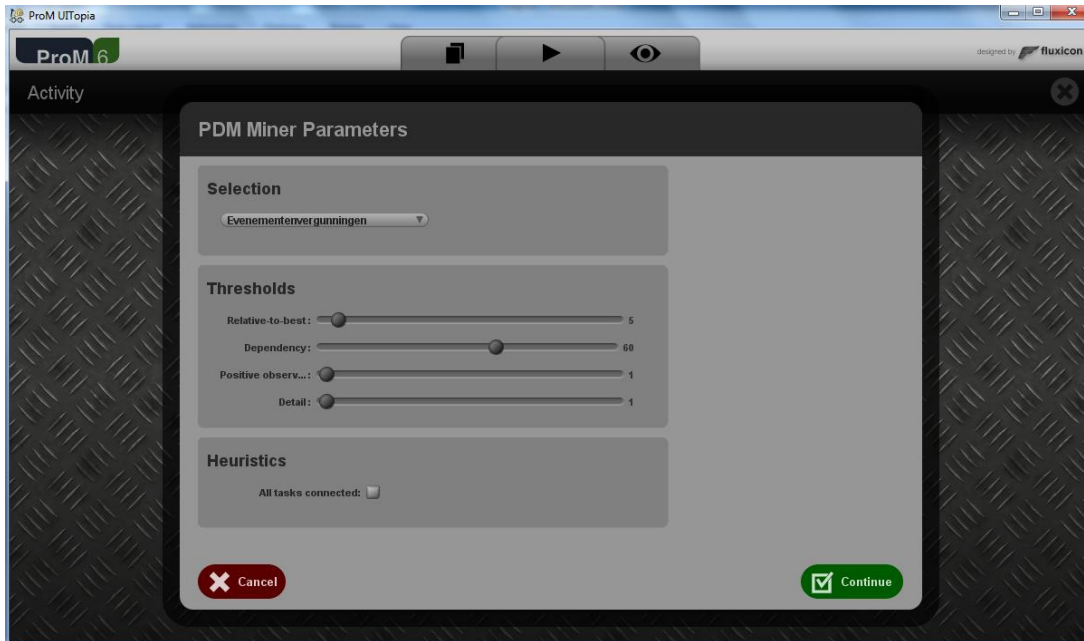 ProM UITopia
ProM 6
designed by fluxicon
Activity
PDM Miner Parameters
Selection
Evenementenvergunningen
Thresholds
Relative-to-best: 5
Dependency: 60
Positive observ...: 1
Detail: 1
Heuristics
All tasks connected:
Cancel
Continue